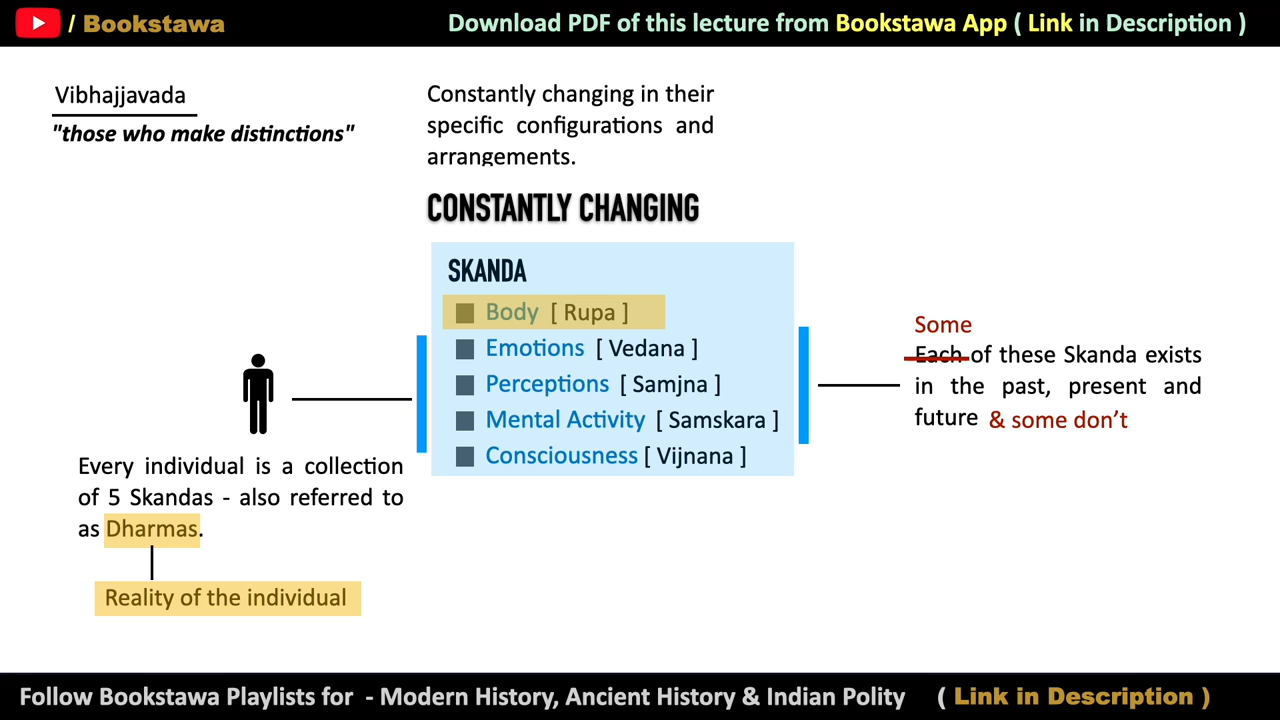 / Bookstawa
Download PDF of this lecture from Bookstawa App ( Link in Description )
Vibhajjavada
"those who make distinctions"
Constantly changing in their
specific configurations and
arrangements.
CONSTANTLY CHANGING
SKANDA
Body [ Rupa ]
Emotions [ Vedana ]
Perceptions [ Samjna ]
Mental Activity [ Samskara ]
Consciousness [ Vijnana ]
Every individual is a collection
of 5 Skandas - also referred to
as Dharmas.
Reality of the individual
Some
Each of these Skanda exists
in the past, present and
future & some don't
Follow Bookstawa Playlists for - Modern History, Ancient History & Indian Polity ( Link in Description )